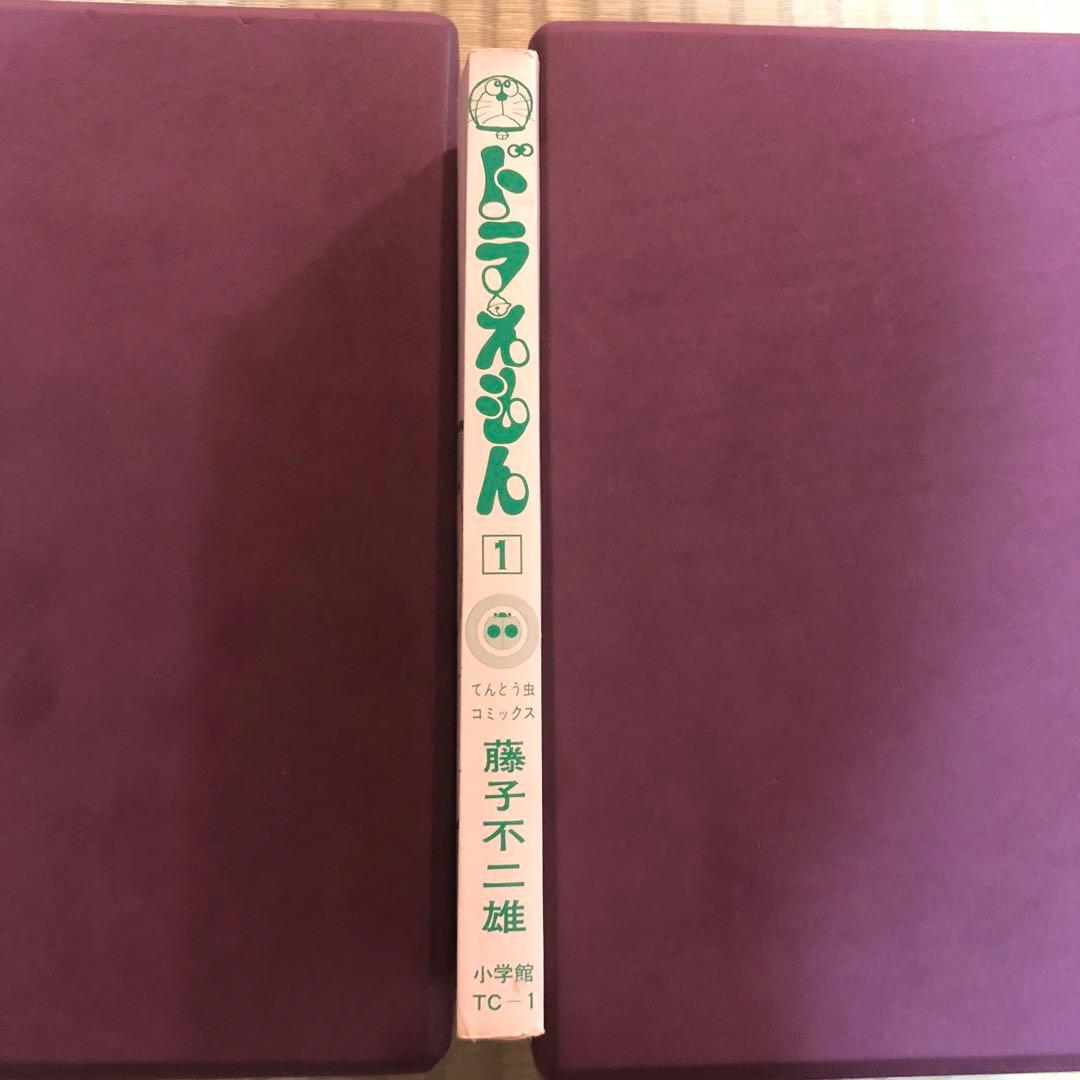 ドラえもん
1
てんとう虫
コミックス
藤子不二雄
小学館
TC-1